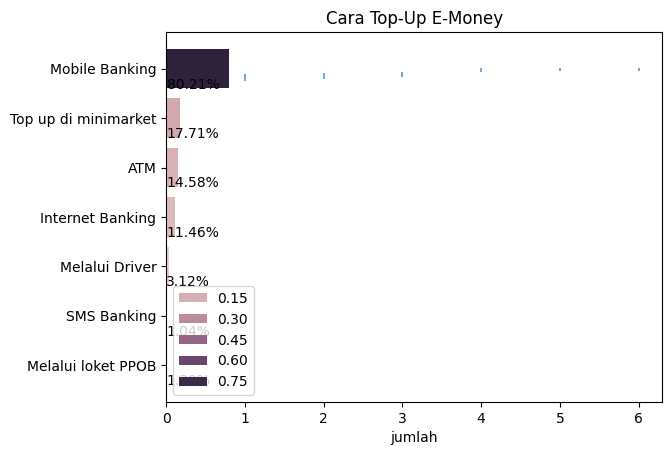 Cara Top-Up E-Money
Mobile Banking
80.21%
Top up di minimarket
17.71%
ATM
14.58%
Internet Banking
11.46%
Melalui Driver
3.12%
SMS Banking
1.04%
Melalui loket PPOB
0.15
0.30
0.45
0.60
0.75
0 1 2 3 4 5 6
jumlah